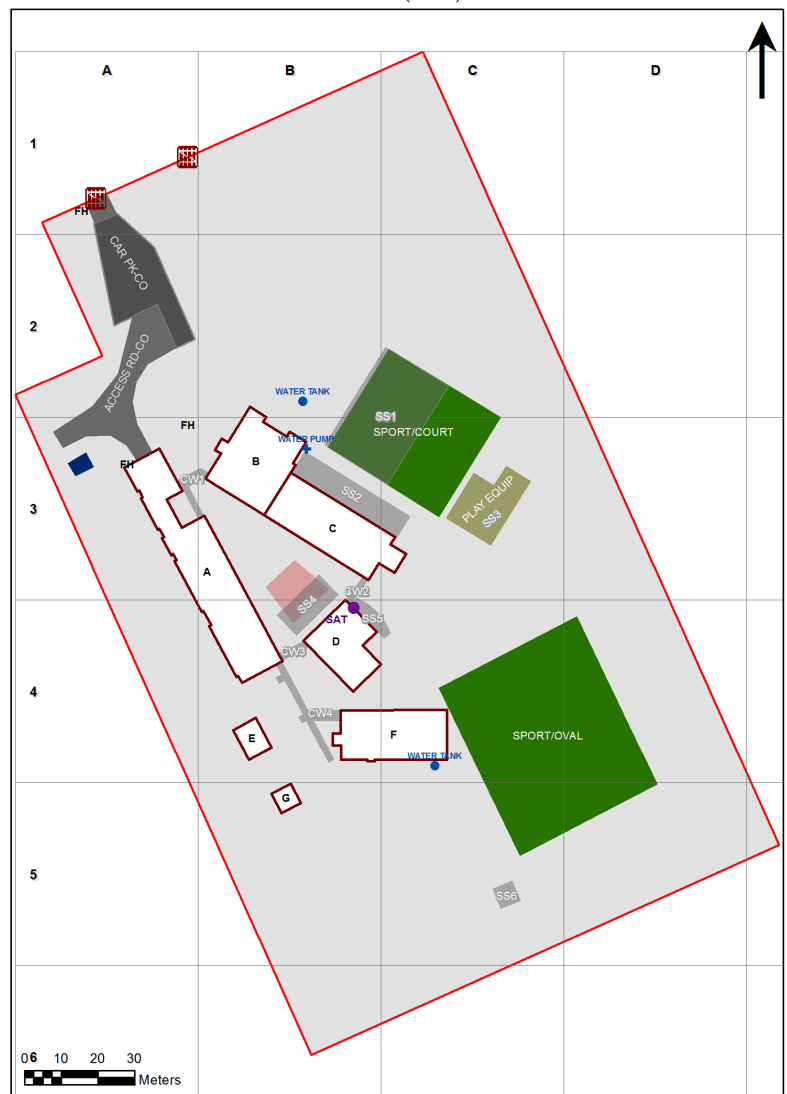 A B C D
1
FH
CAR PK-CO
2
ACCESS RD-CO
WATER TANK
FH
SS1
SPORT/COURT
WATER PUMP
FH
B
CW1
SS2
PLAY EQUIP
3
SS3
C
A
CW2
SS4
SAT
SS5
D
CW3
4
CW4
F
SPORT/OVAL
E
WATER TANK
G
5
SS6
6
0 10 20 30
Meters